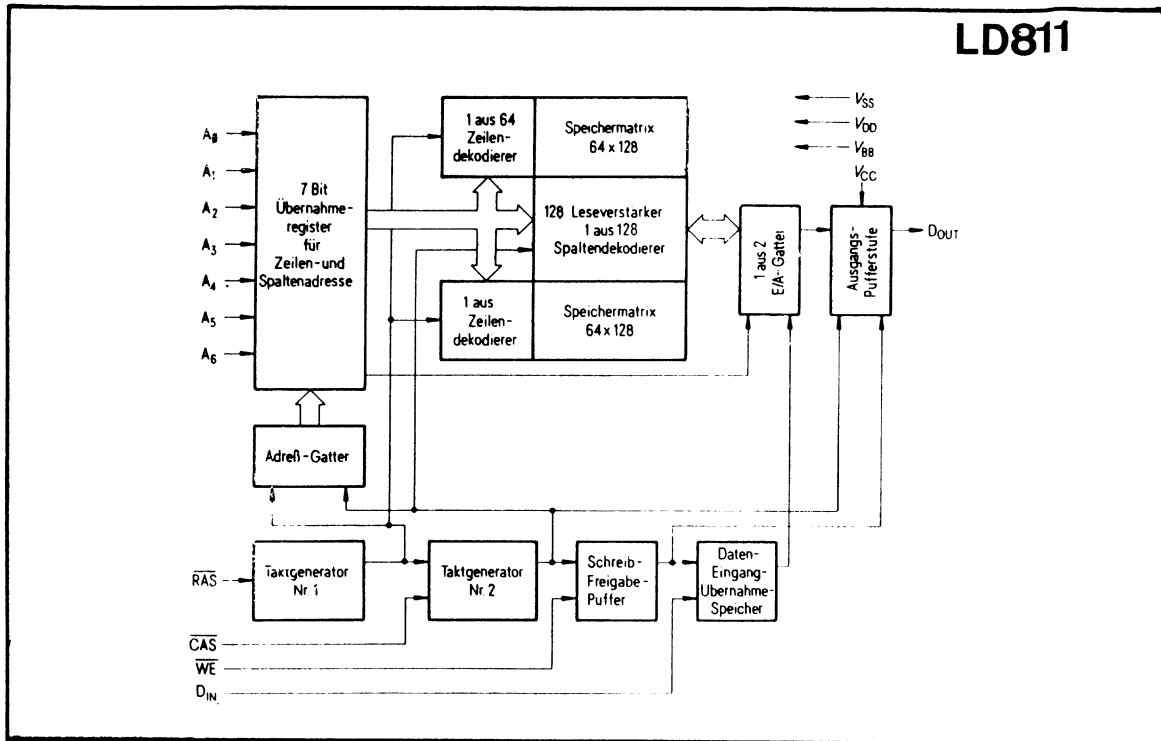 LD811
A0
A1
A2
A3
A4
A5
A6
7 Bit
Übernahme-
register
für
Zeilen- und
Spaltenadresse
1 aus 64
Zeilen-
dekodierer
Speichermatrix
64 x 128
128 Leseverstärker
1 aus 128
Spaltendekodierer
1 aus
Zeilen-
dekodierer
Speichermatrix
64 x 128
1 aus 2
E/A-Gatter
VSS
VDD
VBB
VCC
Ausgangs-
Pufferstufe
DOUT
Adreß-Gatter
RAS
Taktgenerator
Nr. 1
Taktgenerator
Nr. 2
Schreib-
Freigabe-
Puffer
Daten-
Eingang-
Übernahme-
Speicher
CAS
WE
DIN